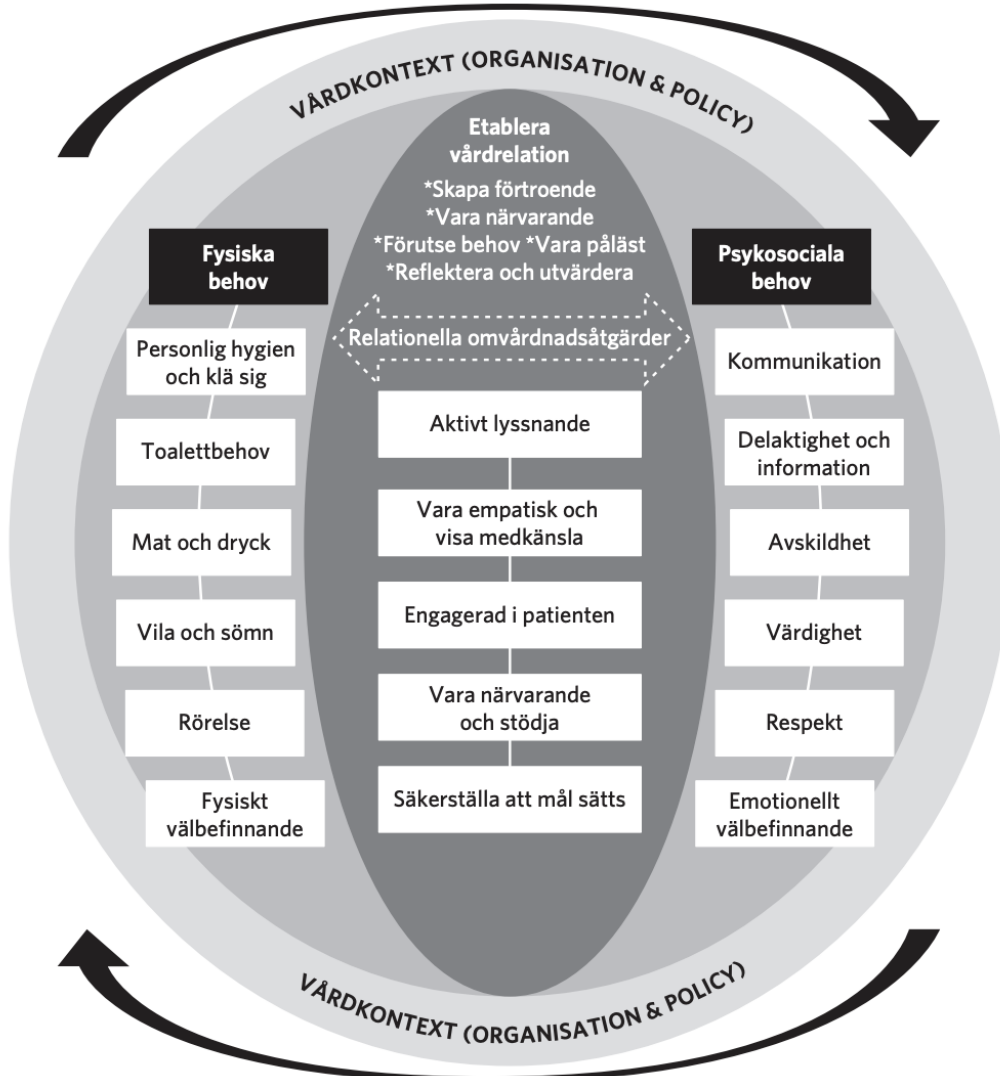 VÅRDKONTEXT (ORGANISATION & POLICY)
Etablera
vårdrelation
*Skapa förtroende
*Vara närvarande
*Förutse behov *Vara påläst
*Reflektera och utvärdera
Relationella omvårdnadsåtgärder
Fysiska
behov
Personlig hygien
och klä sig
Toalettbehov
Mat och dryck
Vila och sömn
Rörelse
Fysiskt
välbefinnande
Aktivt lyssnande
Vara empatisk och
visa medkänsla
Engagerad i patienten
Vara närvarande
och stödja
Säkerställa att mål sätts
Psykosociala
behov
Kommunikation
Delaktighet och
information
Avskildhet
Värdighet
Respekt
Emotionellt
välbefinnande
VÅRDKONTEXT (ORGANISATION & POLICY)